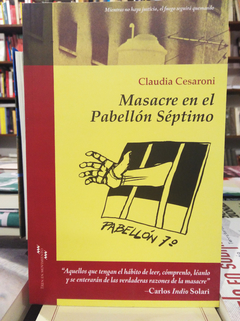 Mientras no haya justicia, el fuego seguirá quemando
Claudia Cesaroni
Masacre en el
Pabellón Séptimo
PABELLÓN 7º
"Aquellos que tengan el hábito de leer, cómprenlo, léanlo
y se enterarán de las verdaderas razones de la masacre"
–Carlos Indio Solari